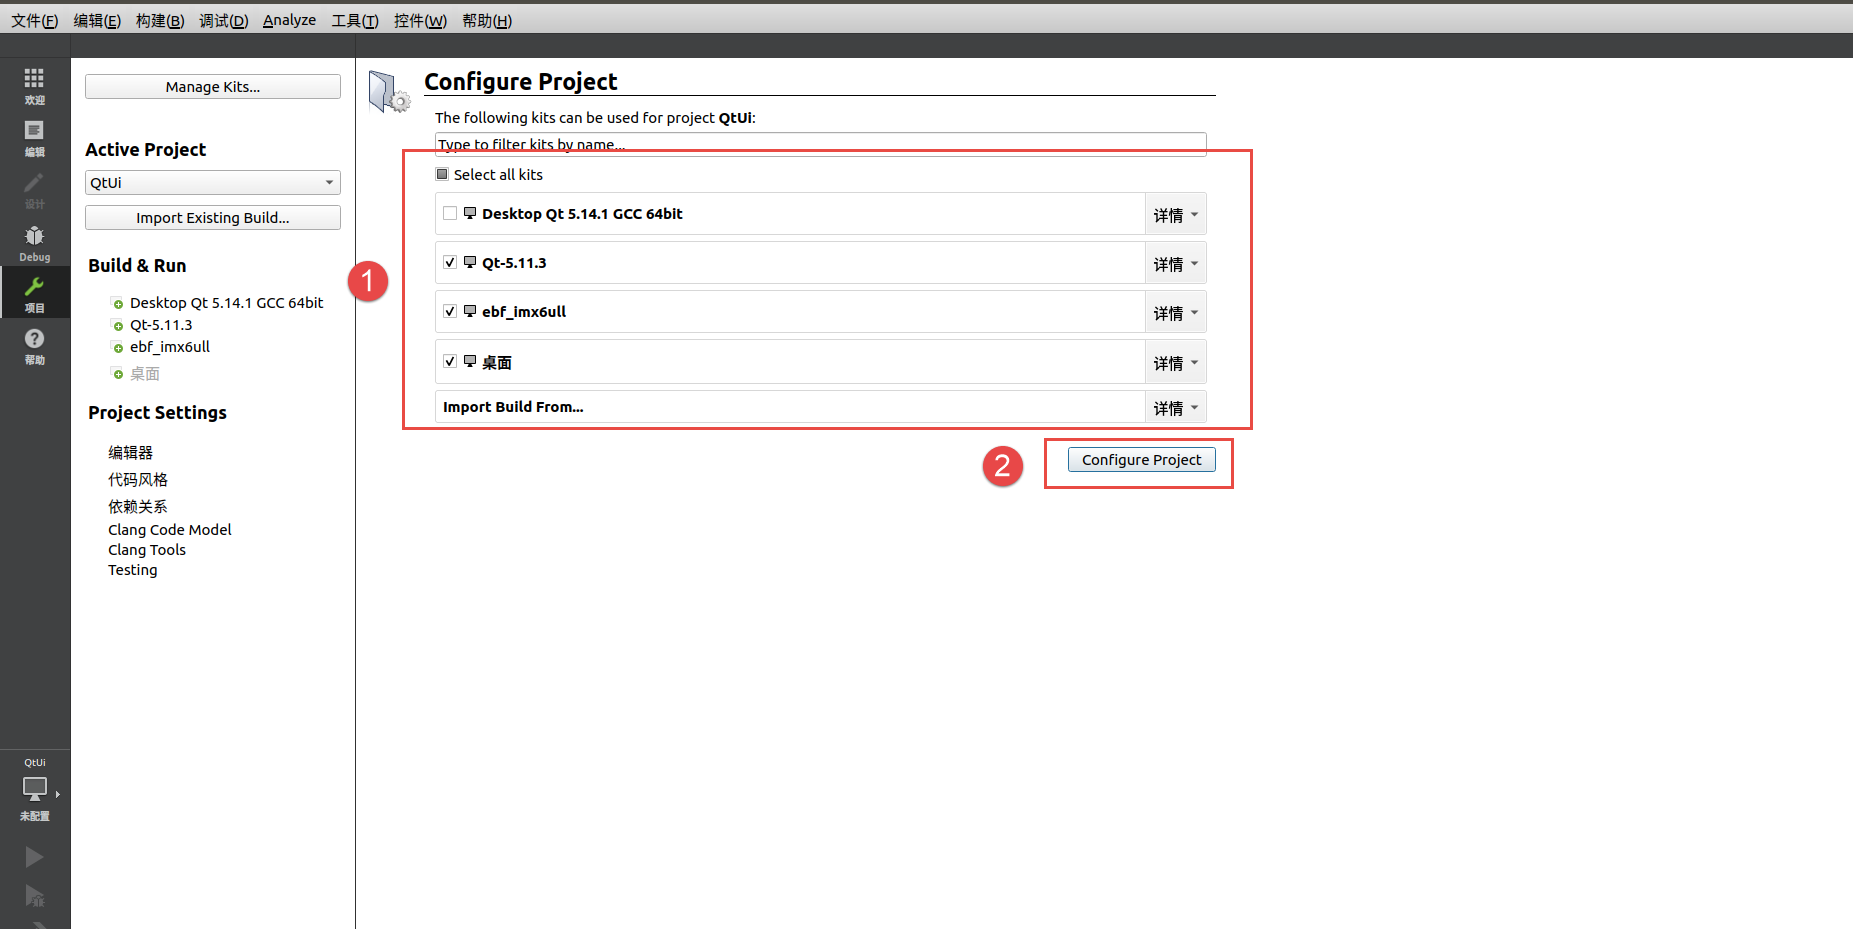 文件(F) 编辑(E) 构建(B) 调试(D) Analyze 工具(T) 控件(W) 帮助(H)
欢迎
编辑
设计
Debug
项目
帮助
QtUi
未配置
Manage Kits...
Active Project
QtUi
Import Existing Build...
Build & Run
Desktop Qt 5.14.1 GCC 64bit
Qt-5.11.3
ebf_imx6ull
桌面
Project Settings
编辑器
代码风格
依赖关系
Clang Code Model
Clang Tools
Testing
Configure Project
The following kits can be used for project QtUi:
Type to filter kits by name...
Select all kits
Desktop Qt 5.14.1 GCC 64bit 详情
Qt-5.11.3 详情
1
ebf_imx6ull 详情
桌面 详情
Import Build From... 详情
2
Configure Project